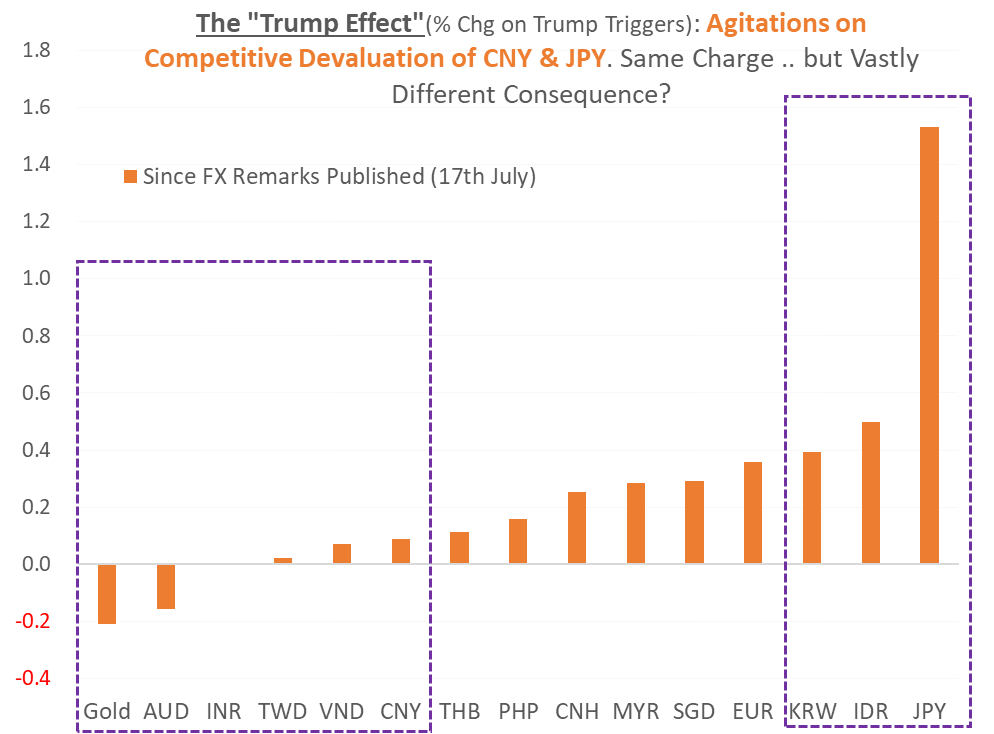 The "Trump Effect"(% Chg on Trump Triggers): Agitations on
Competitive Devaluation of CNY & JPY. Same Charge .. but Vastly
Different Consequence?
Since FX Remarks Published (17th July)
1.8
1.6
1.4
1.2
1.0
0.8
0.6
0.4
0.2
0.0
-0.2
-0.4
Gold AUD INR TWD VND CNY THB PHP CNH MYR SGD EUR KRW IDR JPY